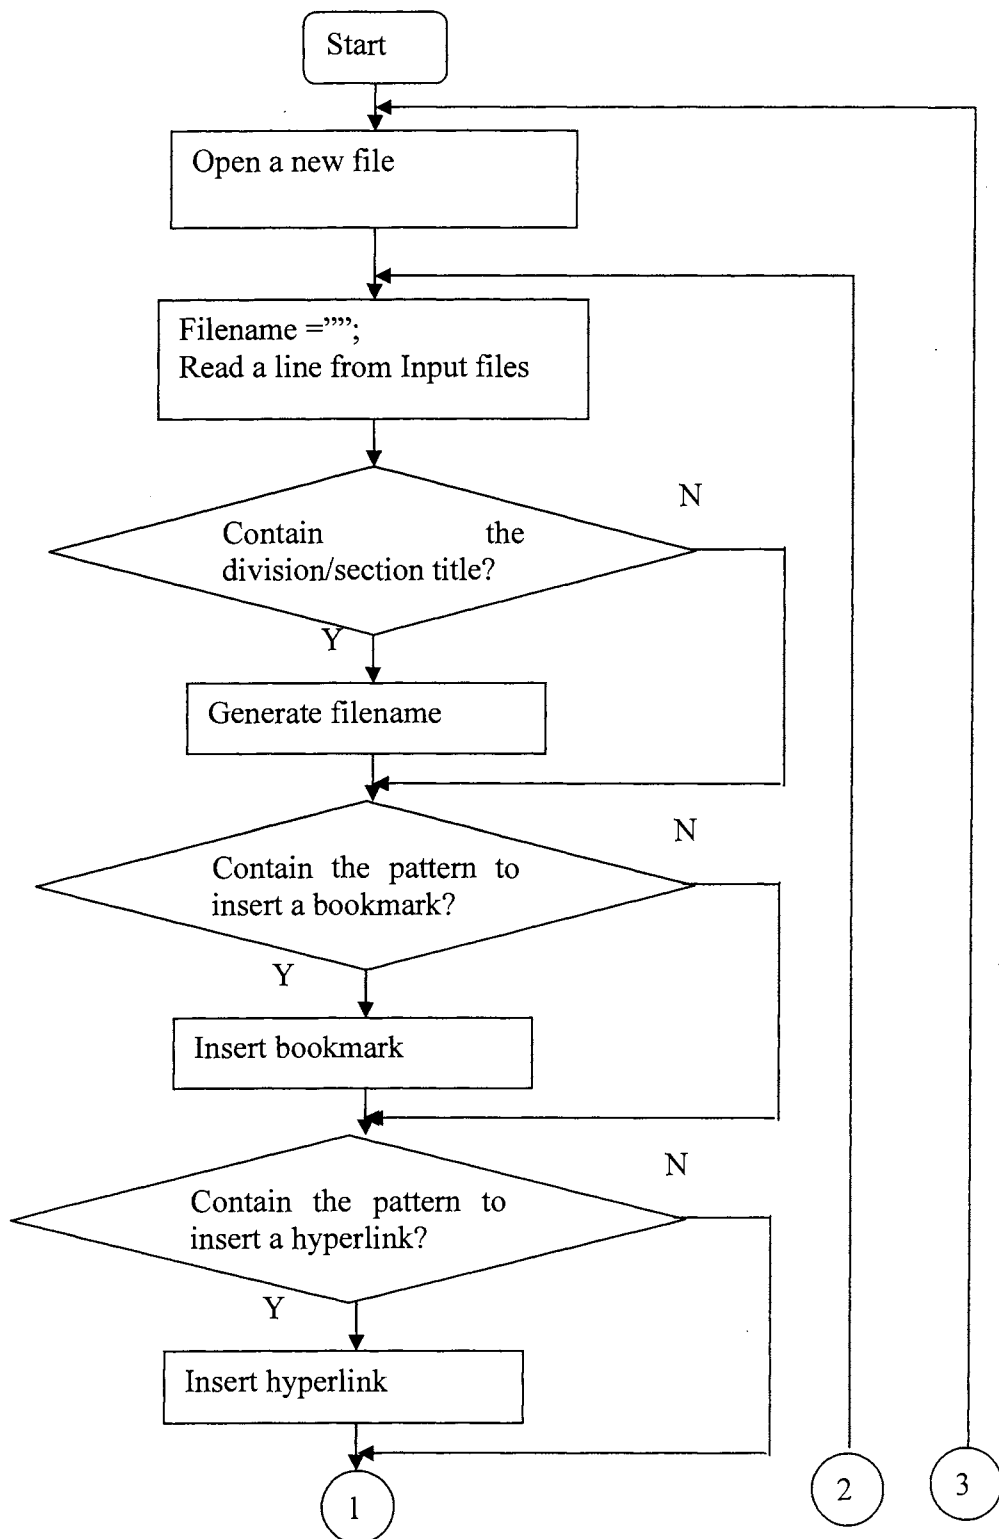 Start
Open a new file
Filename =””;
Read a line from Input files
N
Contain the
division/section title?
Y
Generate filename
N
Contain the pattern to
insert a bookmark?
Y
Insert bookmark
N
Contain the pattern to
insert a hyperlink?
Y
Insert hyperlink
1
2
3